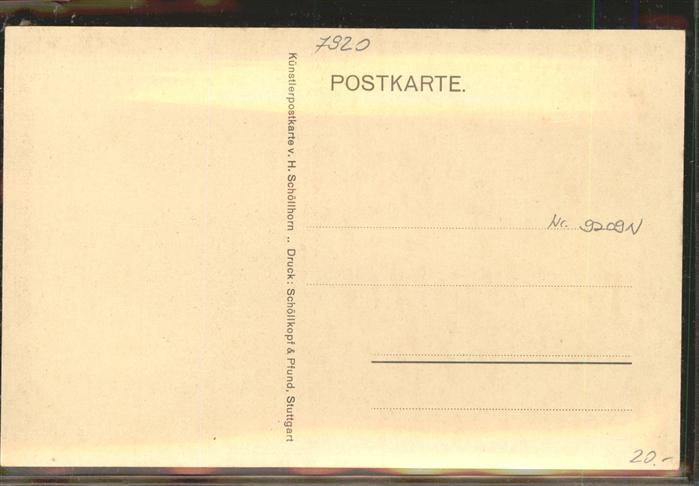 7920
POSTKARTE.
Künstlerpostkarte v. H. Schöllhorn .. Druck: Schöllkopf & Pfund, Stuttgart
Nr. 9209N
20.-